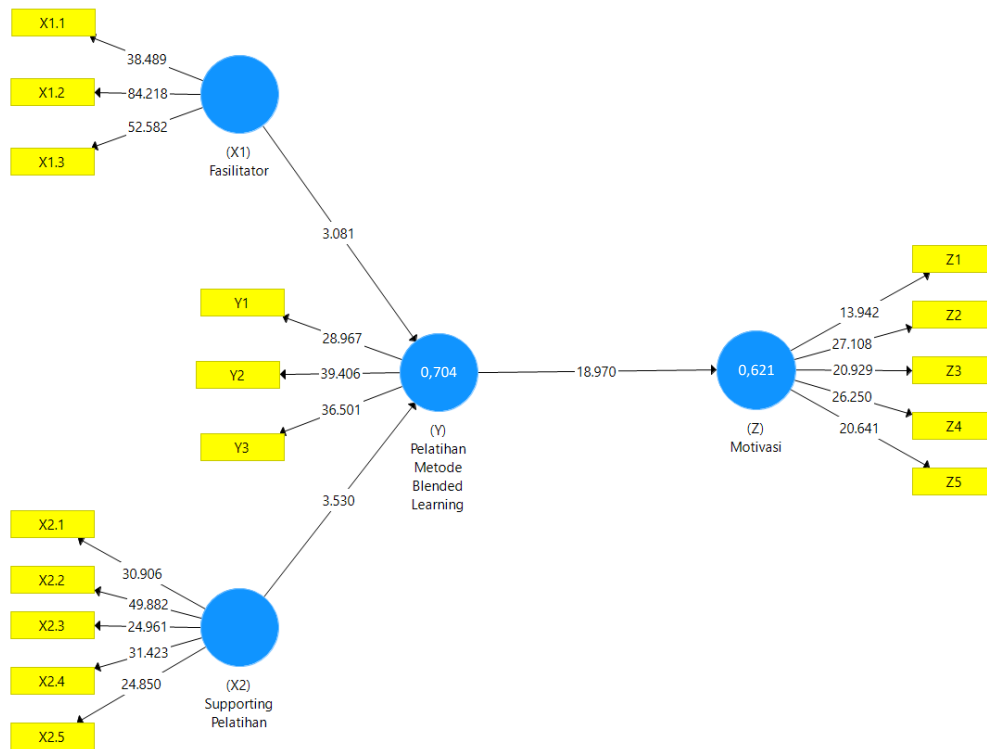 X1.1
38.489
X1.2
84.218
52.582
X1.3
(X1)
Fasilitator
3.081
Y1
28.967
Y2
39.406
36.501
Y3
0,704
(Y)
Pelatihan
Metode
Blended
Learning
18.970
0,621
(Z)
Motivasi
Z1
13.942
Z2
27.108
Z3
20.929
26.250
Z4
20.641
Z5
3.530
X2.1
30.906
X2.2
49.882
X2.3
24.961
31.423
X2.4
24.850
X2.5
(X2)
Supporting
Pelatihan